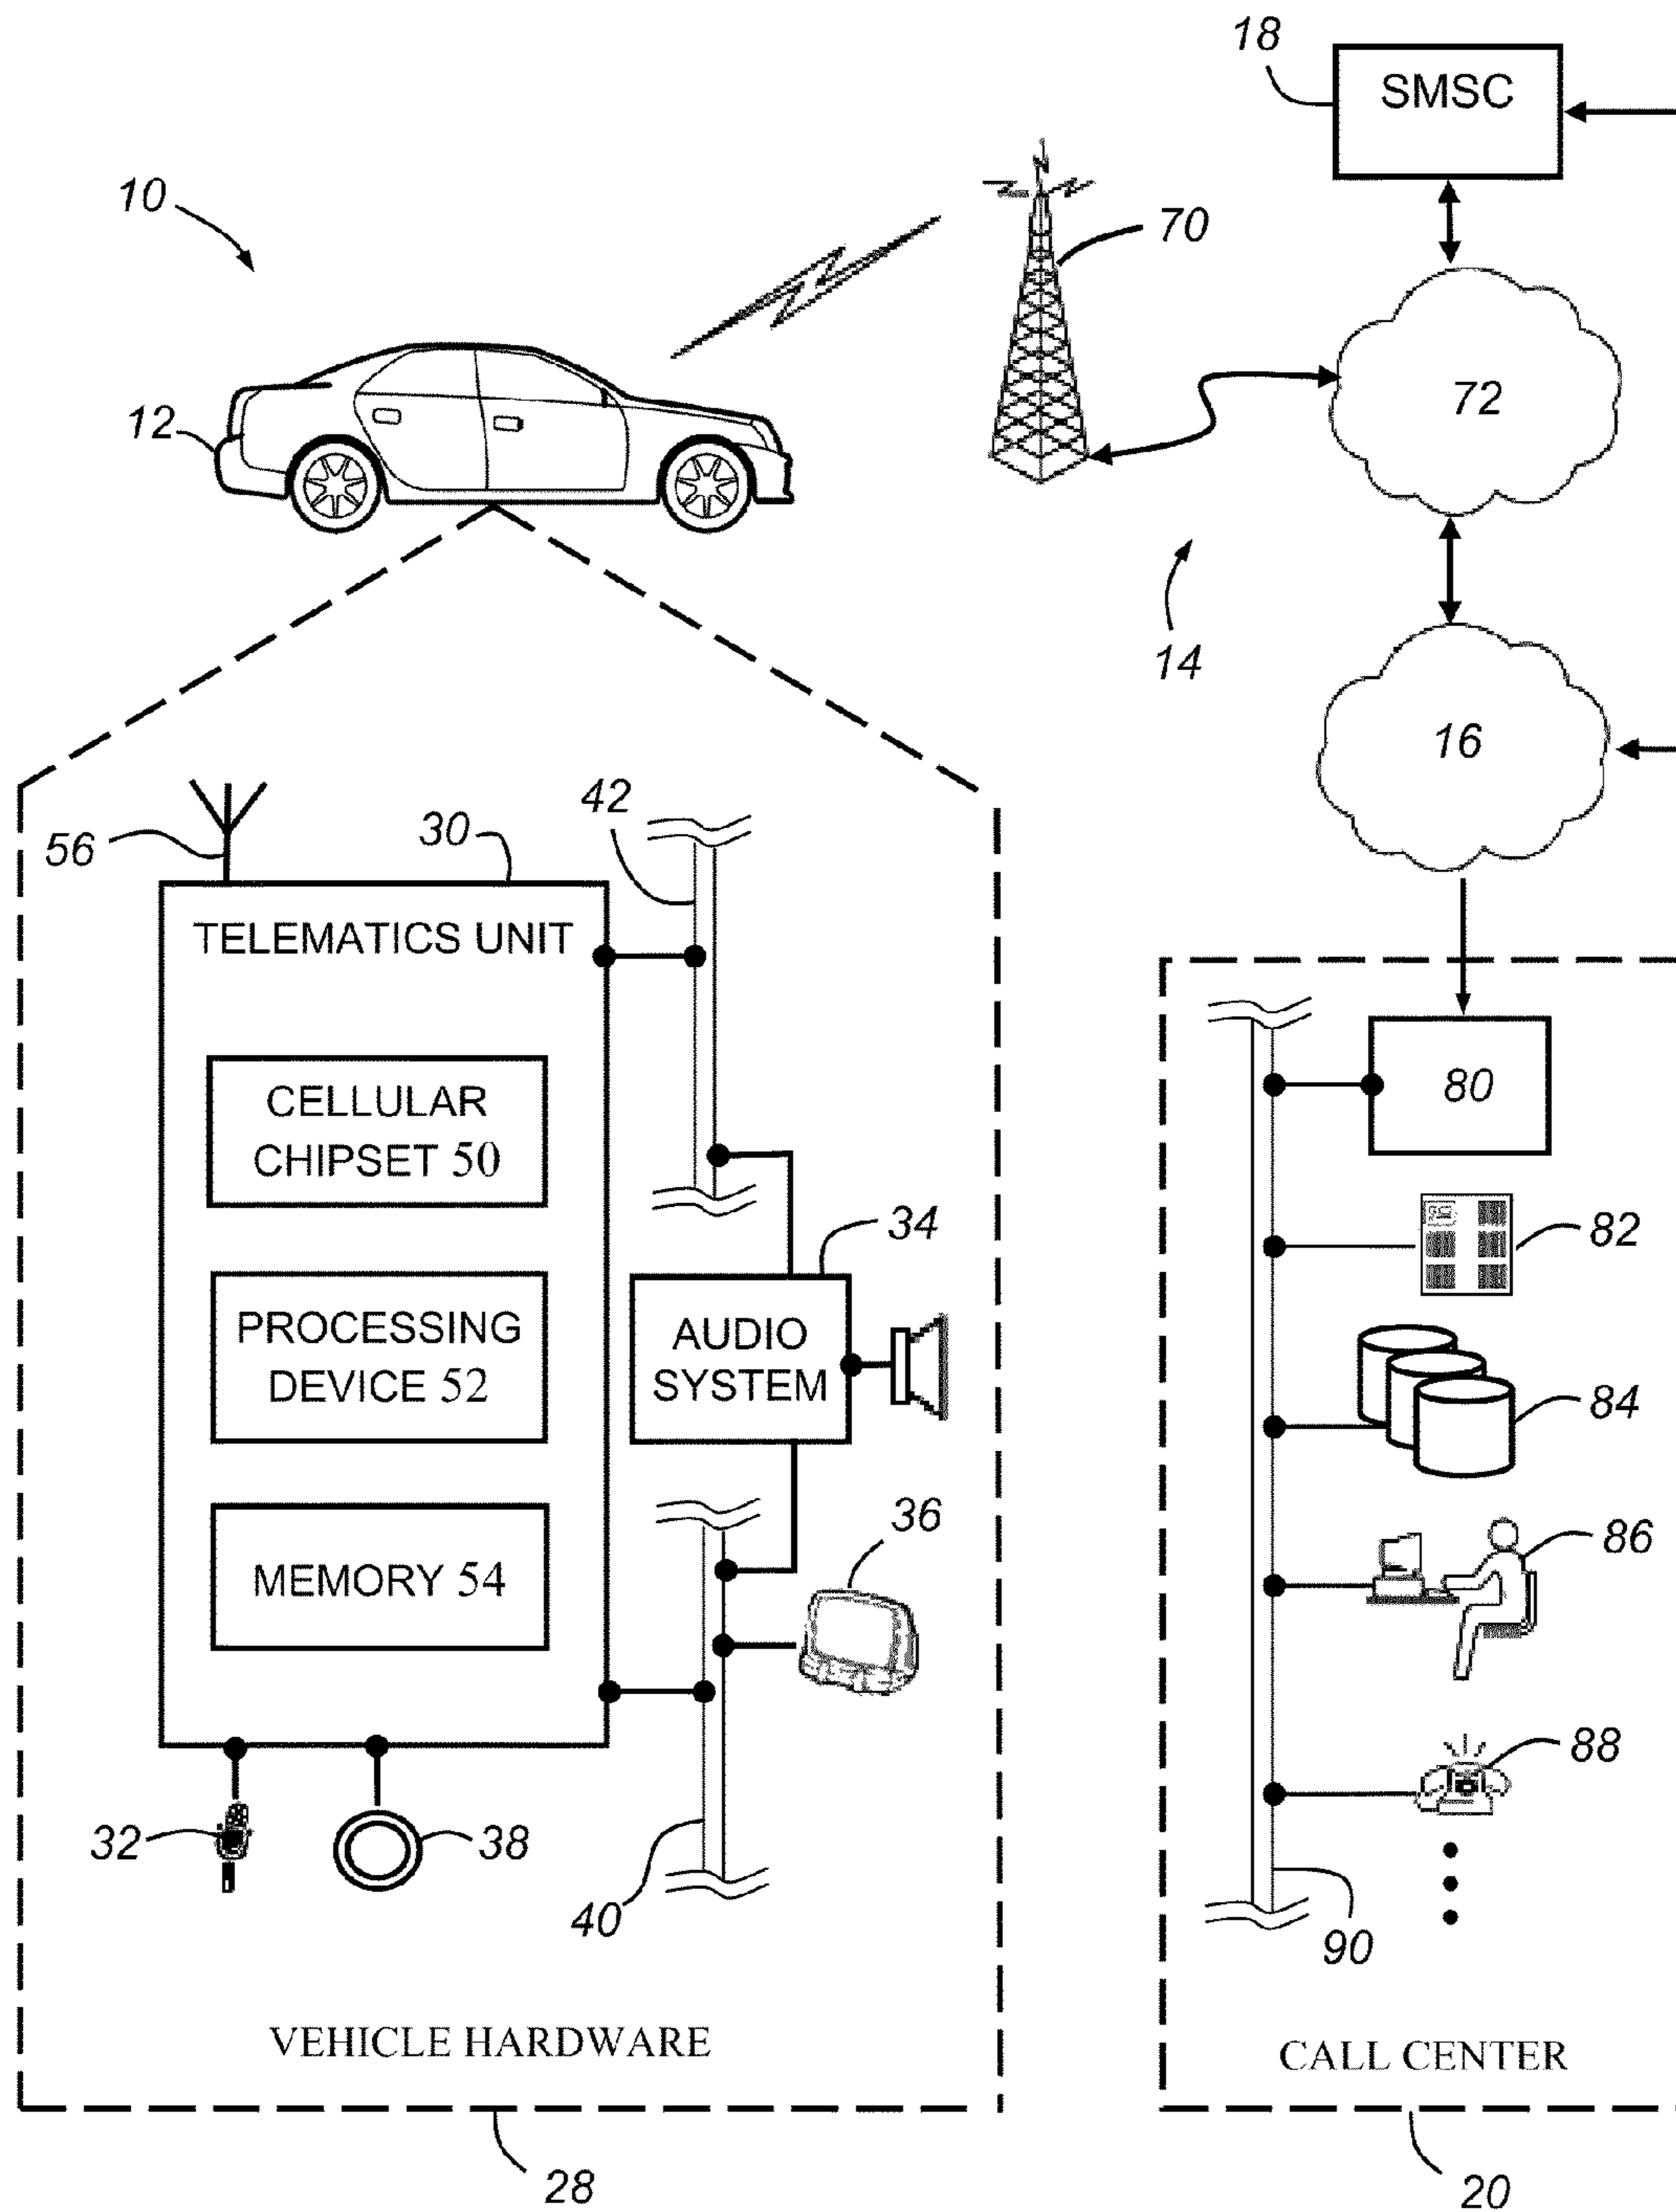 18
SMSC
10
70
12
72
14
16
42
30
56
TELEMATICS UNIT
CELLULAR
CHIPSET 50
80
34
82
PROCESSING
DEVICE 52
AUDIO
SYSTEM
84
36
86
MEMORY 54
88
32
38
40
90
VEHICLE HARDWARE
CALL CENTER
28
20